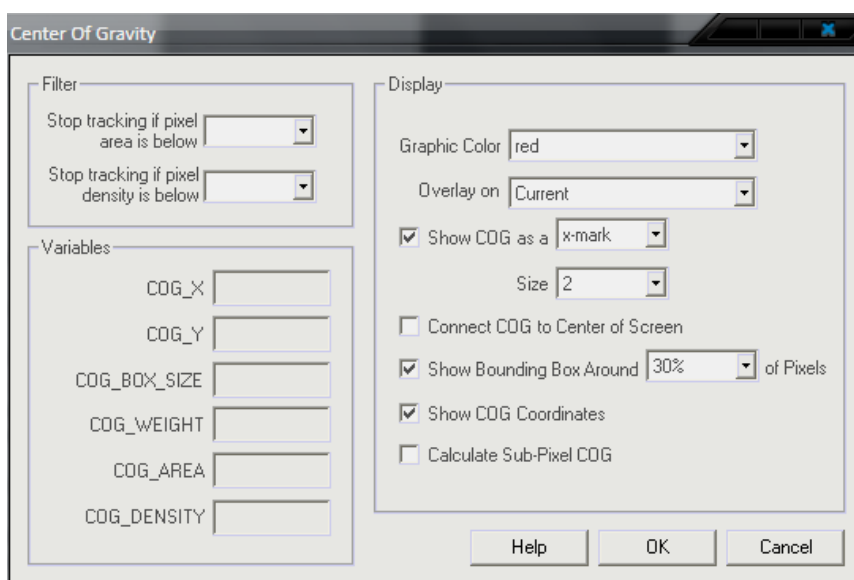 Center Of Gravity
Filter
Stop tracking if pixel
area is below
Stop tracking if pixel
density is below
Variables
COG_X
COG_Y
COG_BOX_SIZE
COG_WEIGHT
COG_AREA
COG_DENSITY
Display
Graphic Color red
Overlay on Current
Show COG as a x-mark
Size 2
Connect COG to Center of Screen
Show Bounding Box Around 30% of Pixels
Show COG Coordinates
Calculate Sub-Pixel COG
Help OK Cancel